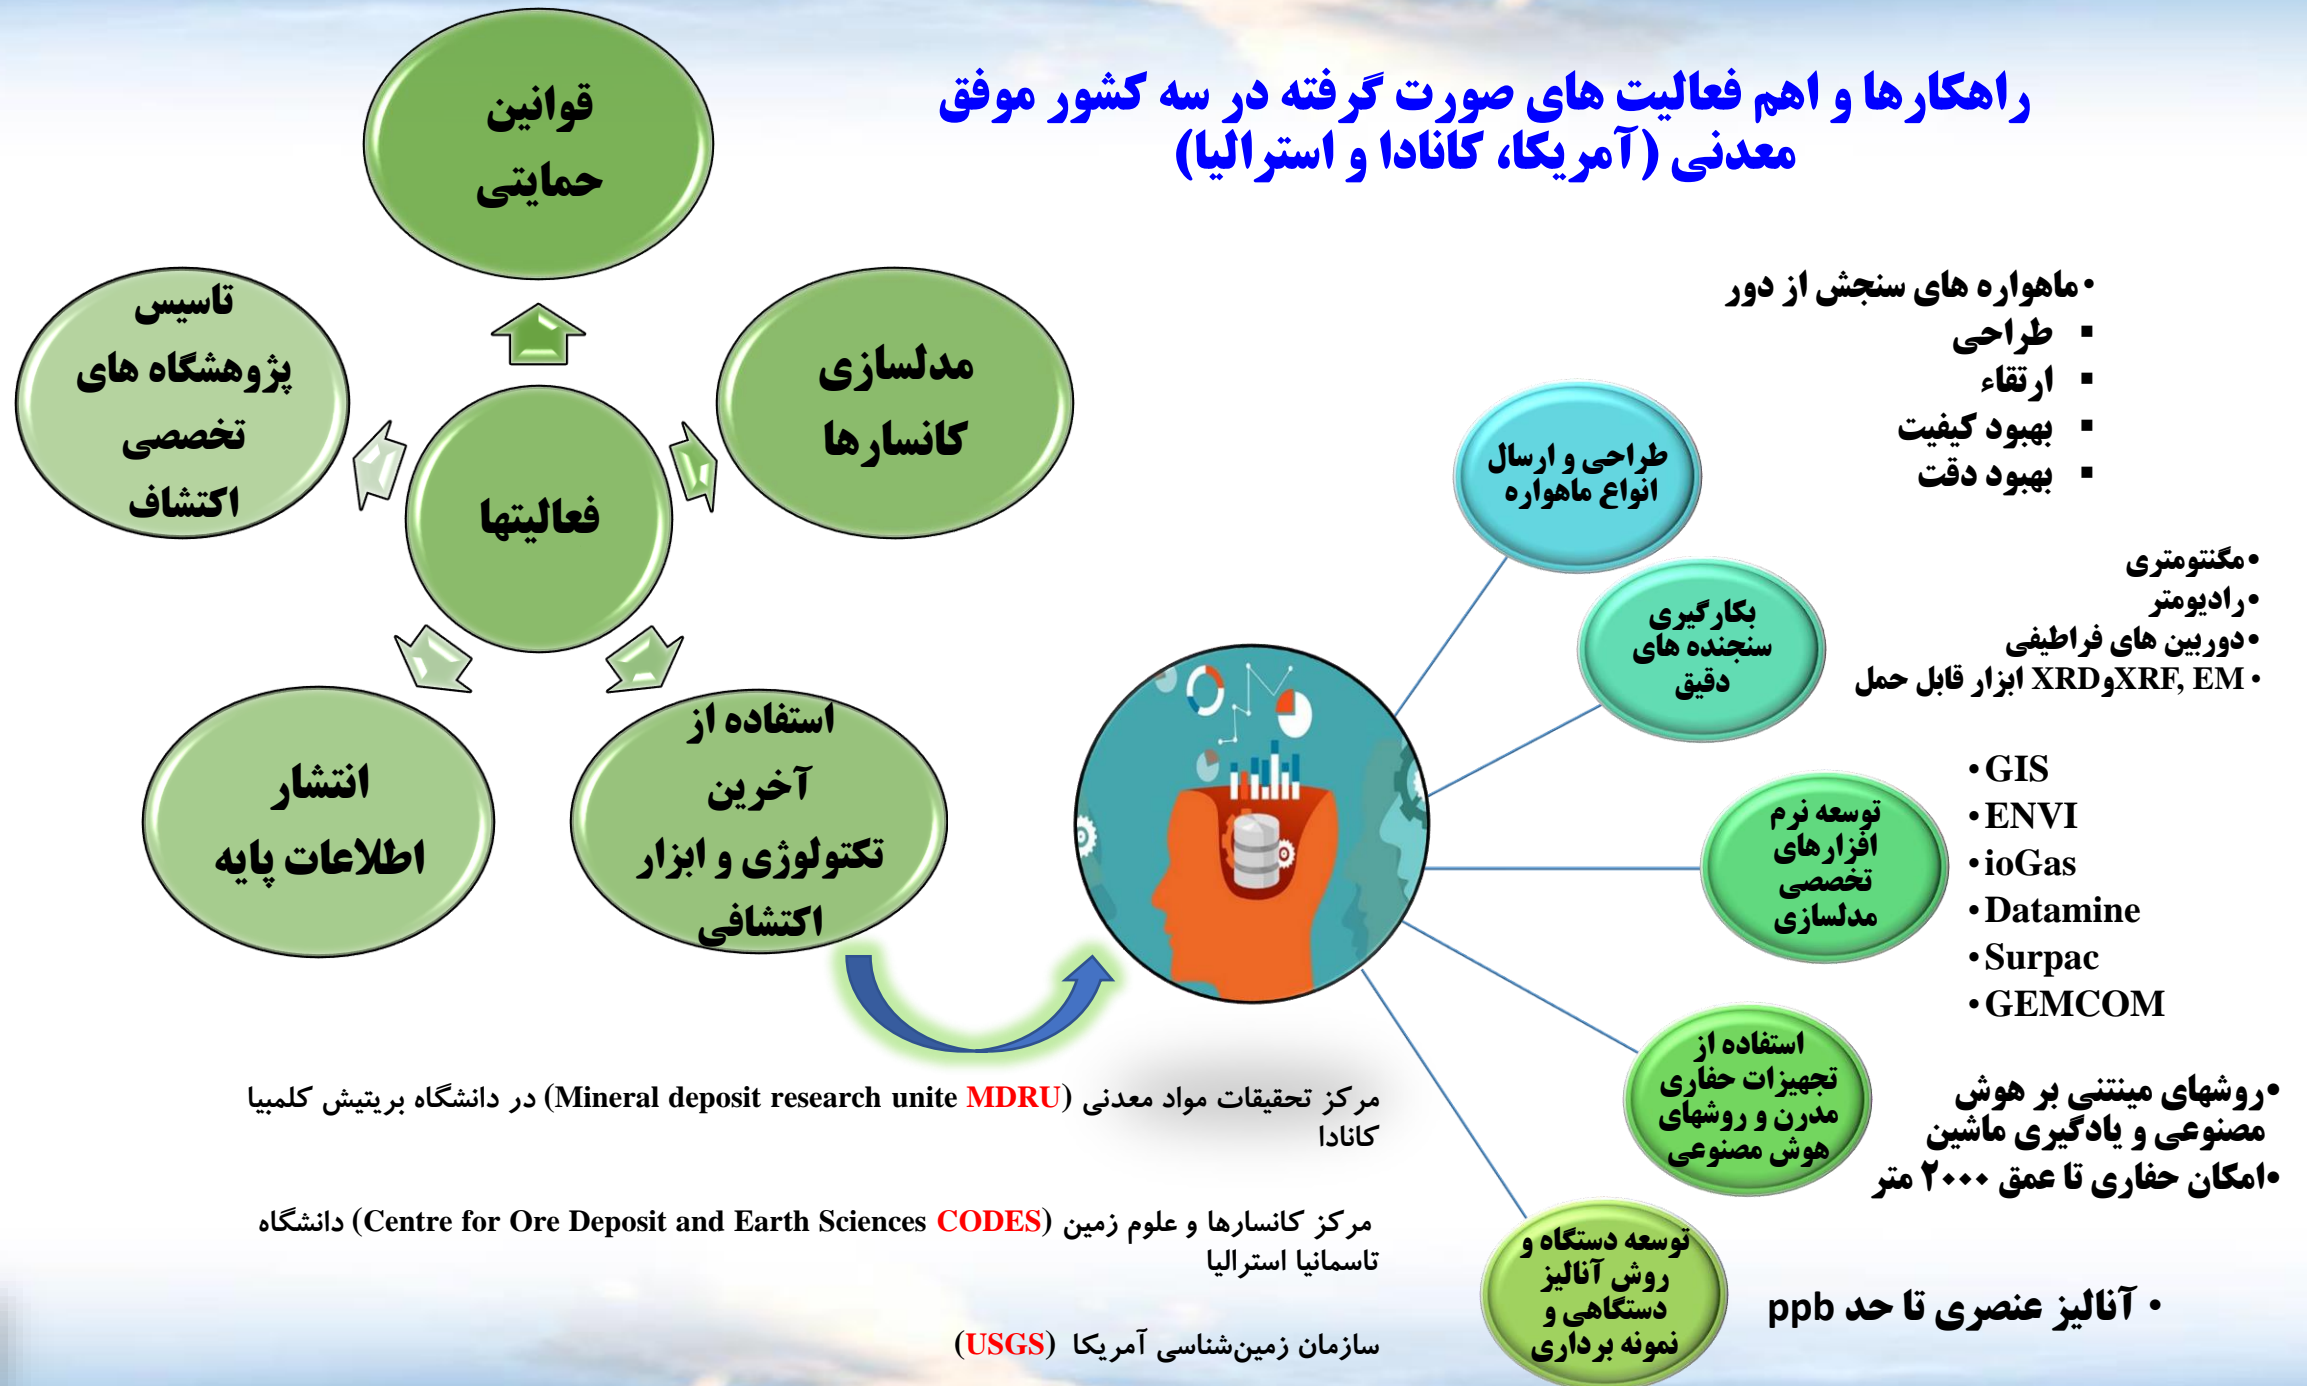 راهکارها و اهم فعالیت های صورت گرفته در سه کشور موفق
معدنی (آمریکا، کانادا و استرالیا)
قوانین
حمایتی
مدلسازی
کانسارها
تاسیس
پژوهشگاه های
تخصصی
اکتشاف
فعالیتها
انتشار
اطلاعات پایه
استفاده از
آخرین
تکتولوژی و ابزار
اکتشافی
طراحی و ارسال
انواع ماهواره
•ماهواره های سنجش از دور
▪ طراحی
▪ ارتقاء
▪ بهبود کیفیت
▪ بهبود دقت
بکارگیری
سنجنده های
دقیق
•مگنتومتری
•رادیومتر
•دوربین های فراطیفی
•XRF, EMوXRD ابزار قابل حمل
توسعه نرم
افزارهای
تخصصی
مدلسازی
•GIS
•ENVI
•ioGas
•Datamine
•Surpac
•GEMCOM
استفاده از
تجهیزات حفاری
مدرن و روشهای
هوش مصنوعی
•روشهای مینتنی بر هوش
مصنوعی و یادگیری ماشین
•امکان حفاری تا عمق ۲۰۰۰ متر
توسعه دستگاه و
روش آنالیز
دستگاهی و
نمونه برداری
• آنالیز عنصری تا حد ppb
مرکز تحقیقات مواد معدنی (Mineral deposit research unite MDRU) در دانشگاه بریتیش کلمبیا
کانادا
مرکز کانسارها و علوم زمین (Centre for Ore Deposit and Earth Sciences CODES) دانشگاه
تاسمانیا استرالیا
سازمان زمین‌شناسی آمریکا (USGS)